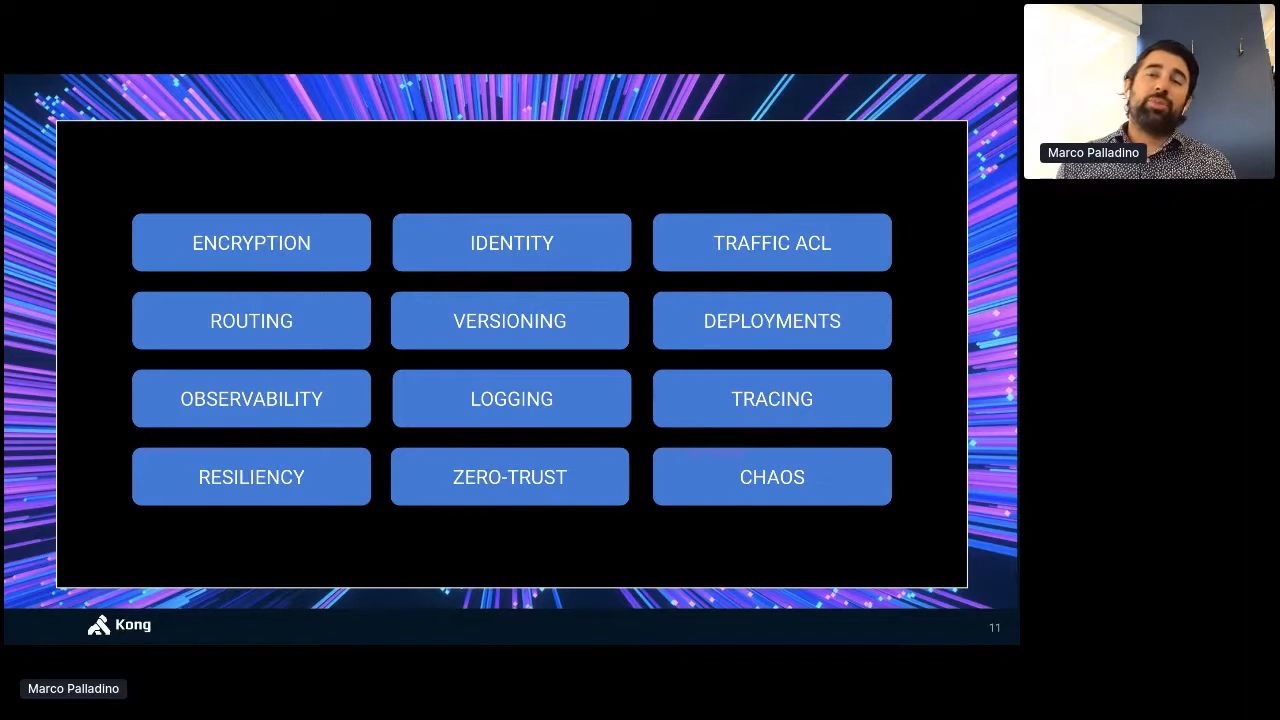 Marco Palladino
ENCRYPTION
IDENTITY
TRAFFIC ACL
ROUTING
VERSIONING
DEPLOYMENTS
OBSERVABILITY
LOGGING
TRACING
RESILIENCY
ZERO-TRUST
CHAOS
Kong
11
Marco Palladino